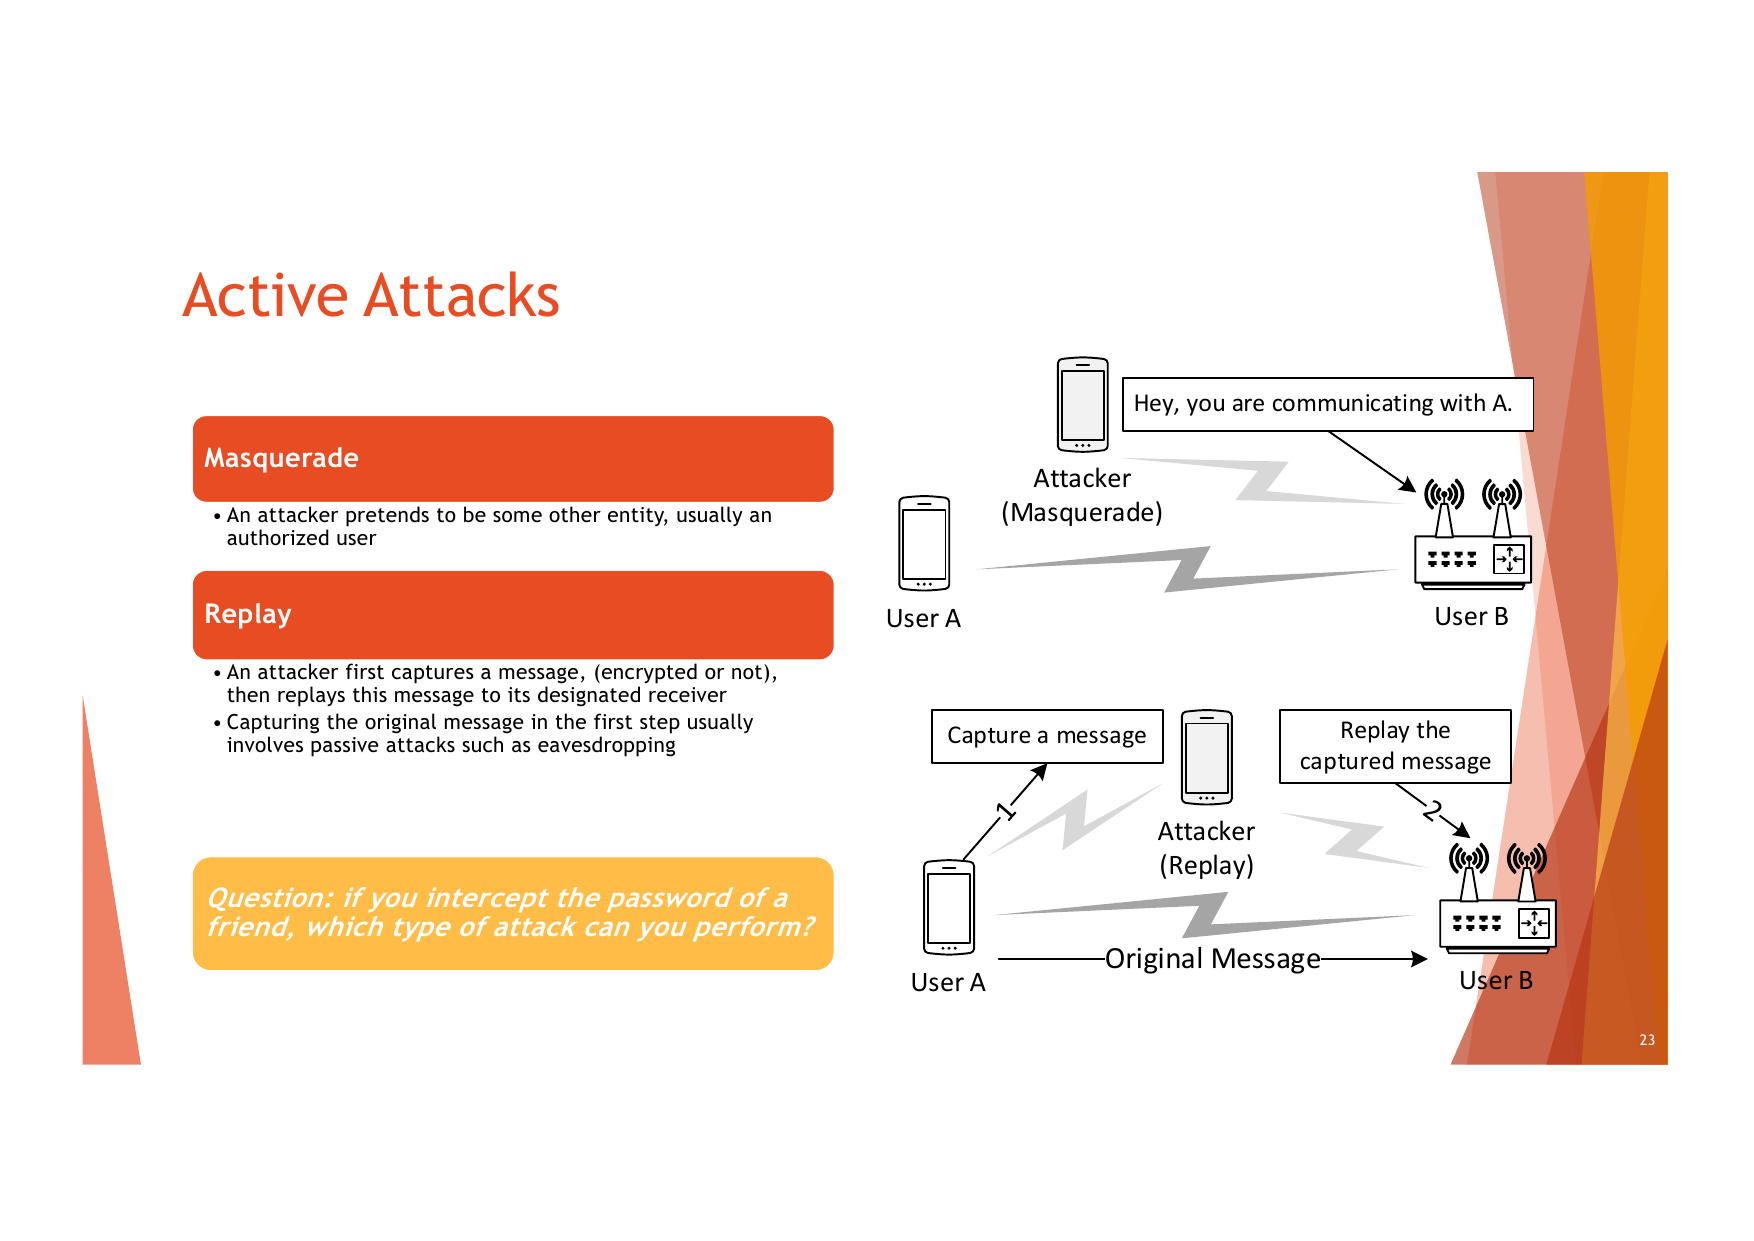 Active Attacks
Masquerade
• An attacker pretends to be some other entity, usually an
authorized user
Replay
• An attacker first captures a message, (encrypted or not),
then replays this message to its designated receiver
• Capturing the original message in the first step usually
involves passive attacks such as eavesdropping
Question: if you intercept the password of a
friend, which type of attack can you perform?
Hey, you are communicating with A.
Attacker
(Masquerade)
User A
User B
Capture a message
Replay the
captured message
1
2
Attacker
(Replay)
Original Message
User A
User B
23